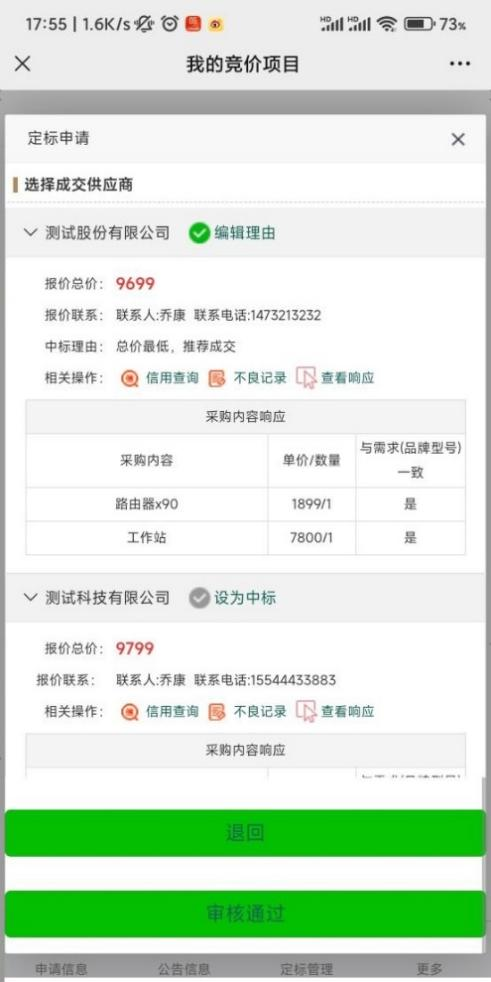 17:55 | 1.6K/s 73%
我的竞价项目
定标申请
选择成交供应商
测试股份有限公司 编辑理由
报价总价： 9699
报价联系： 联系人:乔康 联系电话:1473213232
中标理由： 总价最低，推荐成交
相关操作： 信用查询 不良记录 查看响应
采购内容响应
采购内容 单价/数量 与需求(品牌型号)
一致
路由器x90 1899/1 是
工作站 7800/1 是
测试科技有限公司 设为中标
报价总价： 9799
报价联系： 联系人:乔康 联系电话:15544433883
相关操作： 信用查询 不良记录 查看响应
采购内容响应
退回
审核通过
申请信息 公告信息 定标管理 更多